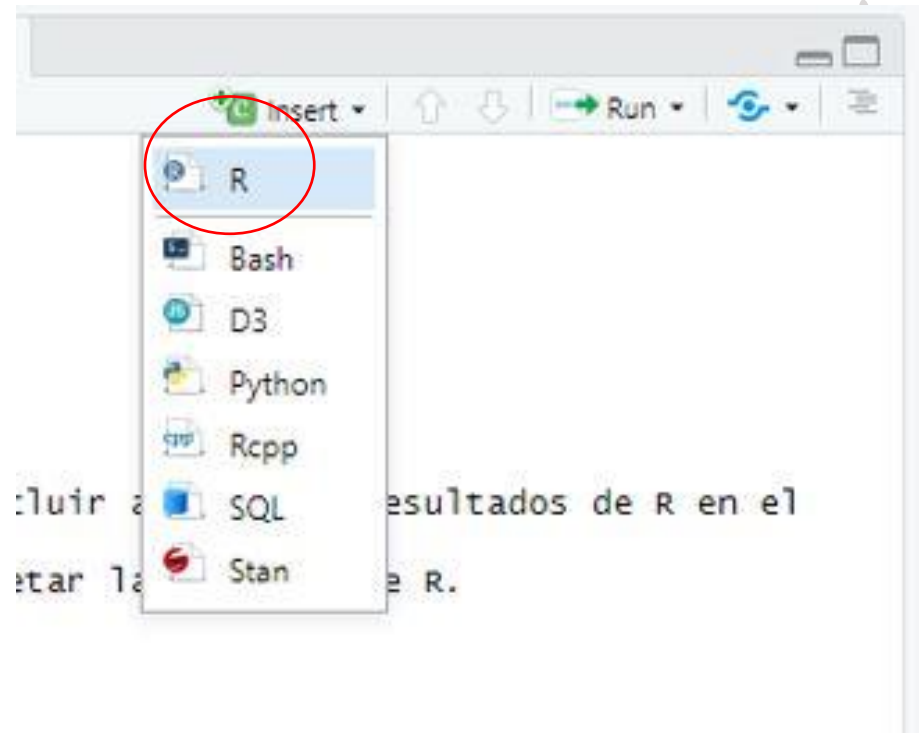 Insert
Run
R
Bash
D3
Python
Rcpp
SQL
Stan
cluir a esultados de R en el
etar la e R.